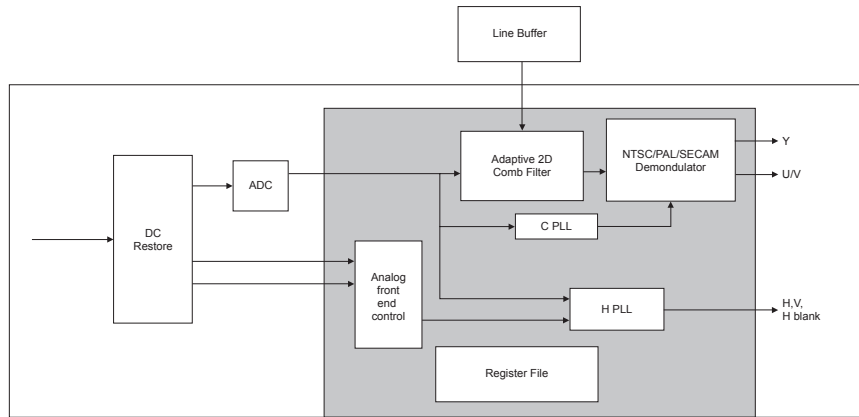 Line Buffer
Adaptive 2D
Comb Filter
NTSC/PAL/SECAM
Demondulator
Y
U/V
ADC
DC
Restore
C PLL
Analog
front
end
control
H PLL
H,V,
H blank
Register File